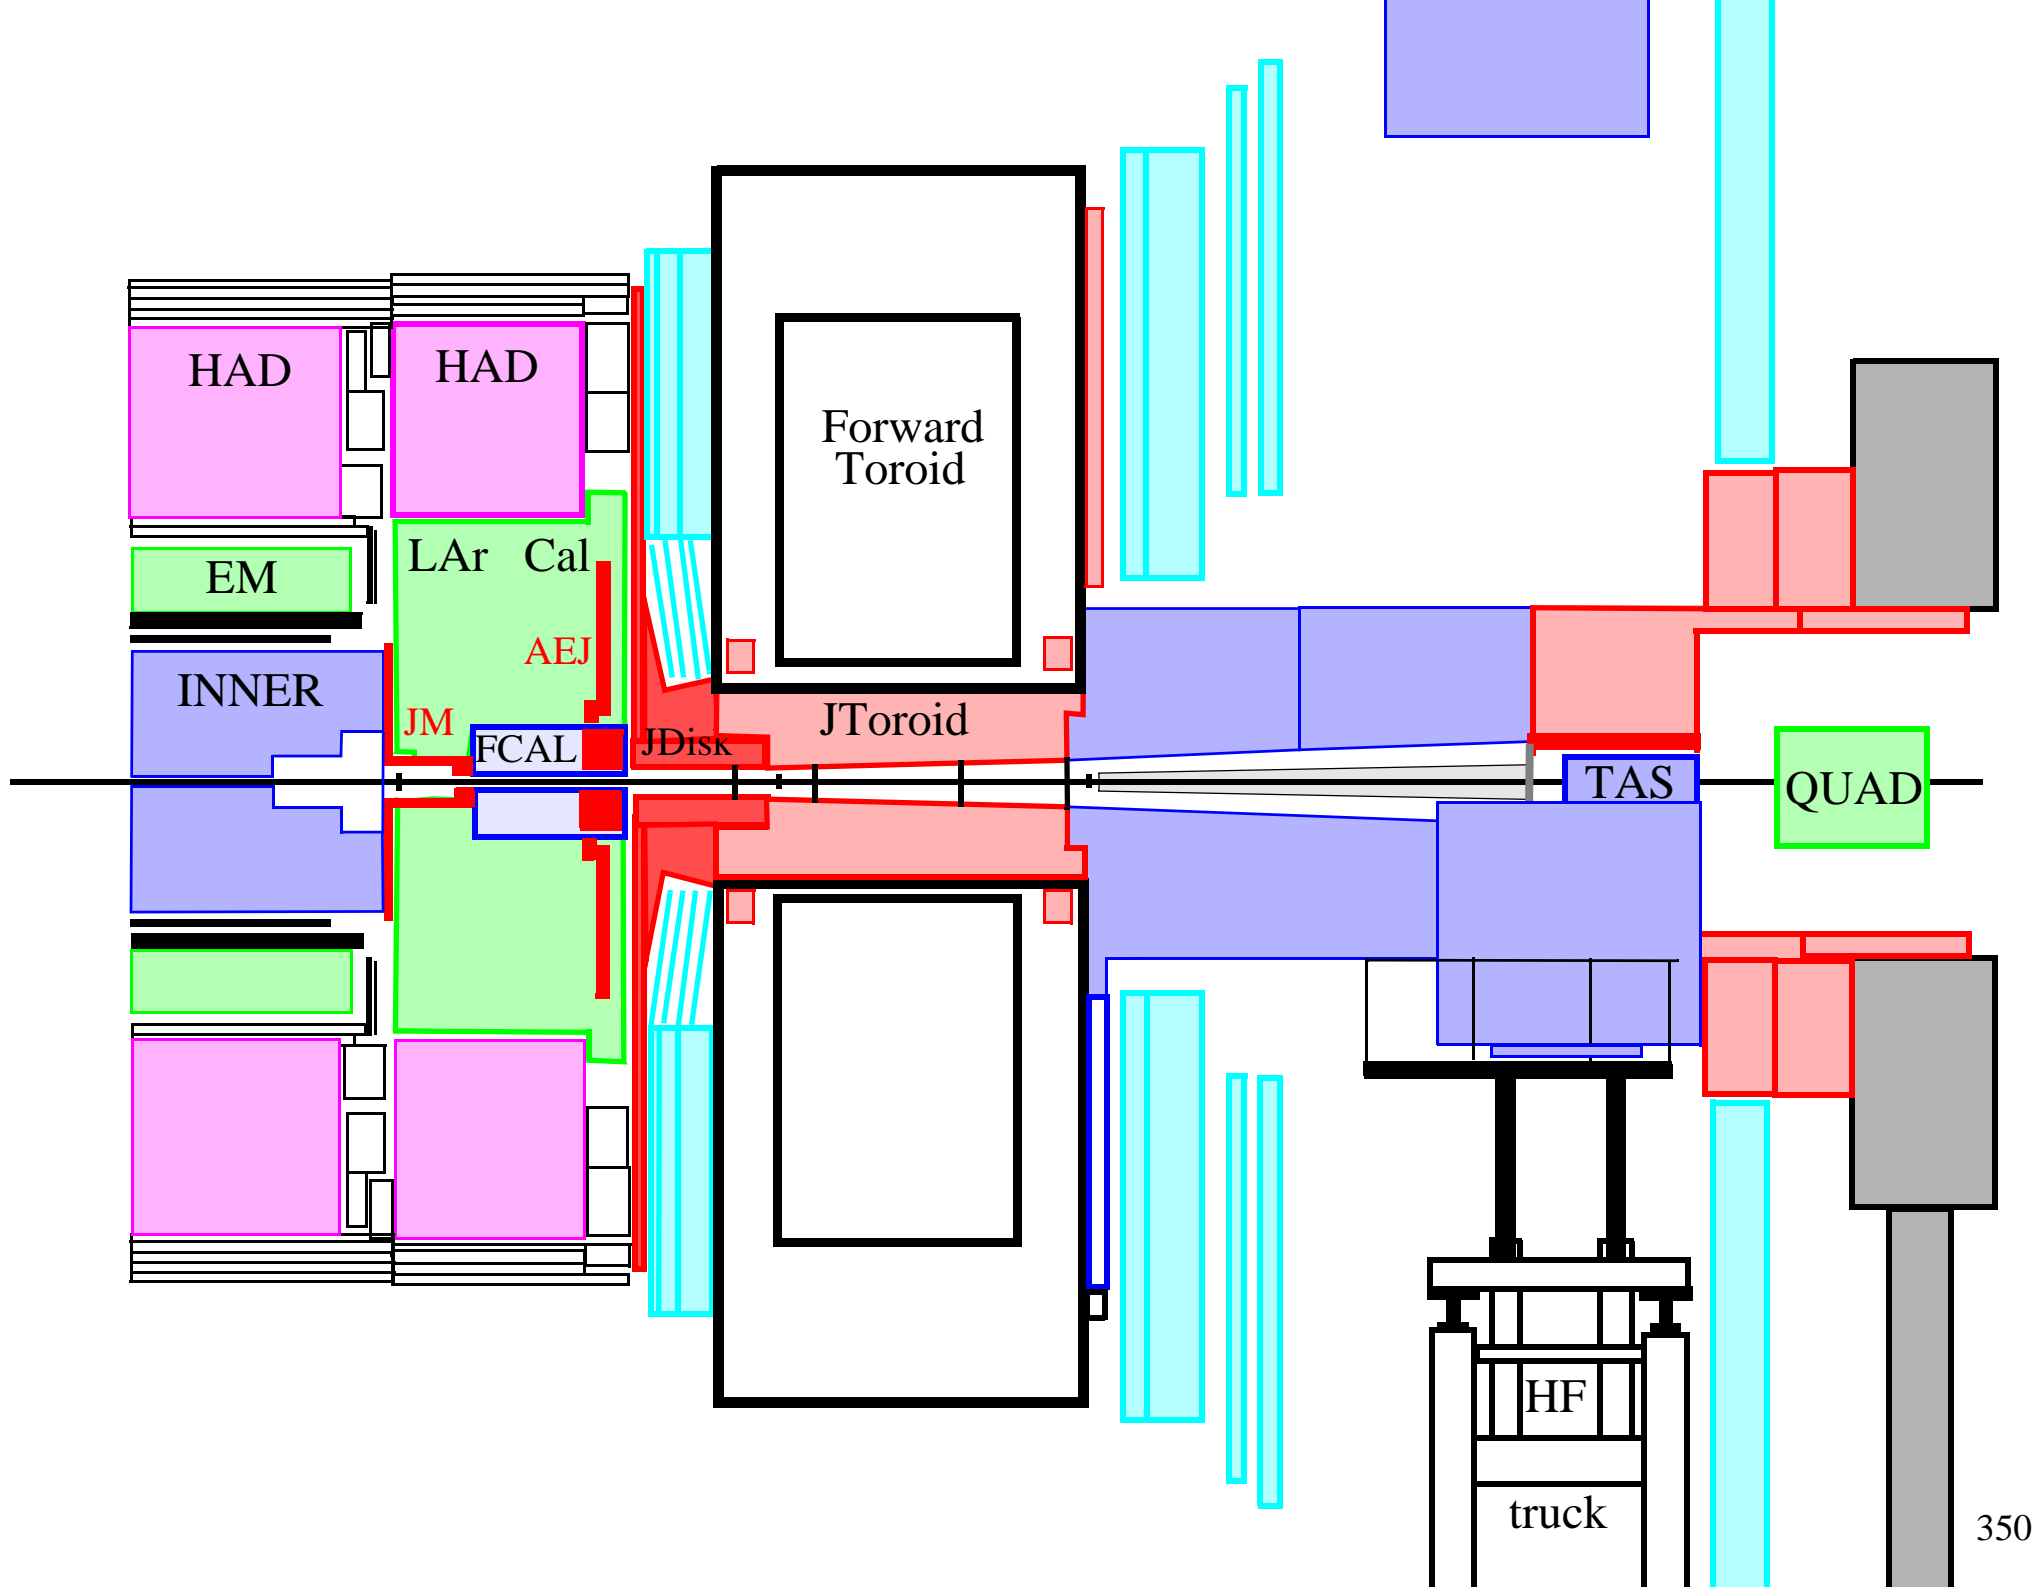 HAD
HAD
Forward
Toroid
LAr Cal
EM
AEJ
INNER
JM
JToroid
FCAL
JDisk
TAS
QUAD
HF
truck
350